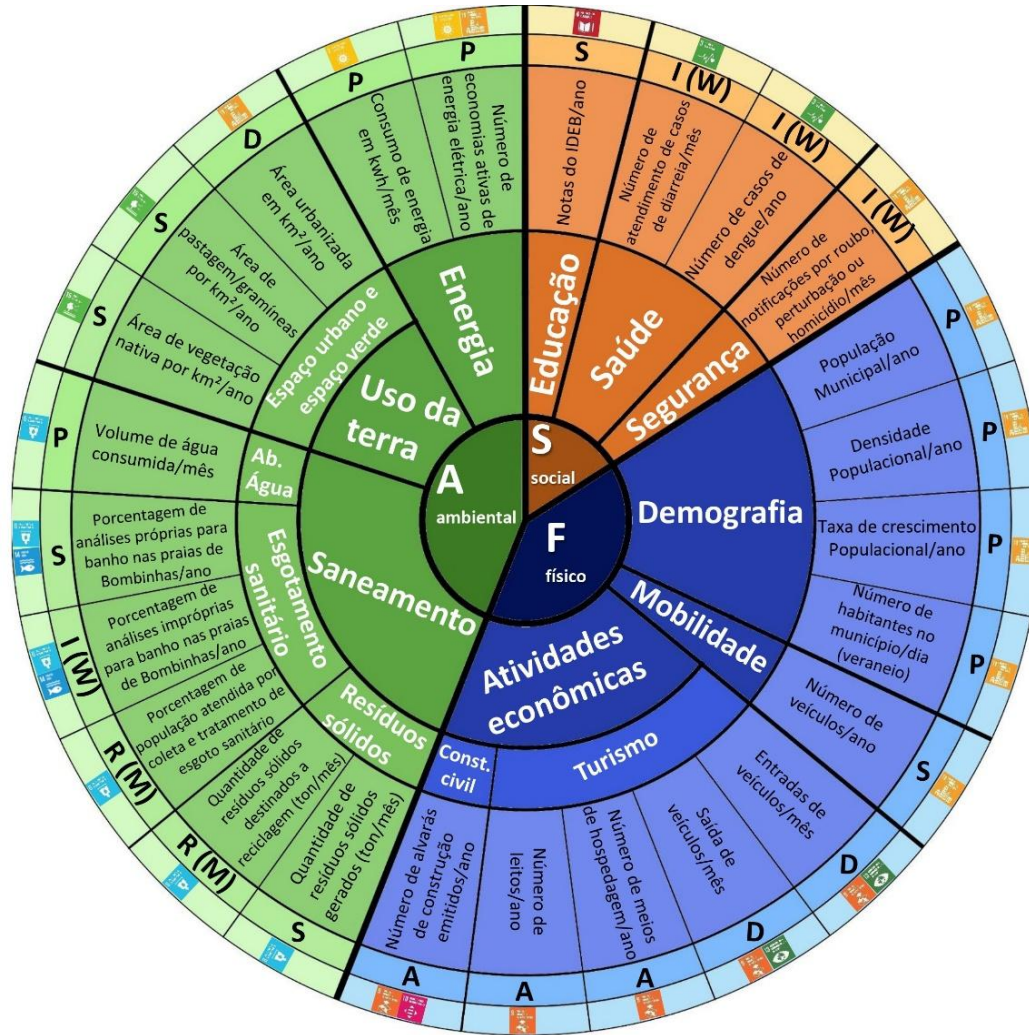 A
ambiental
S
social
F
físico
Educação
Saúde
Segurança
Demografia
Mobilidade
Atividades
econômicas
Turismo
Const.
civil
Saneamento
Resíduos
sólidos
Esgotamento
sanitário
Ab.
Água
Uso da
terra
Espaço urbano e
espaço verde
Energia
Notas do IDEB/ano
S
Número de
atendimento de casos
de diarreia/mês
I (W)
Número de casos de
dengue/ano
I (W)
Número de
notificações por roubo,
perturbação ou
homicídio/mês
I (W)
População
Municipal/ano
P
Densidade
Populacional/ano
P
Taxa de crescimento
Populacional/ano
P
Número de
habitantes no
município/dia
(veraneio)
P
Número de
veículos/ano
S
Entradas de
veículos/mês
D
Saída de
veículos/mês
D
Número de meios
de hospedagem/ano
A
Número de
leitos/ano
A
Número de alvarás
de construção
emitidos/ano
A
Quantidade de
resíduos sólidos
gerados (ton/mês)
S
Quantidade de
resíduos sólidos
destinados a
reciclagem (ton/mês)
R (M)
Porcentagem de
população atendida por
coleta e tratamento de
esgoto sanitário
R (M)
Porcentagem de
análises impróprias
para banho nas praias
de Bombinhas/ano
I (W)
Porcentagem de
análises próprias para
banho nas praias de
Bombinhas/ano
S
Volume de água
consumida/mês
P
Área de vegetação
nativa por km²/ano
S
Área de
pastagem/gramíneas
por km²/ano
S
Área urbanizada
em km²/ano
D
Consumo de energia
em kwh/mês
P
Número de
economias ativas de
energia elétrica/ano
P